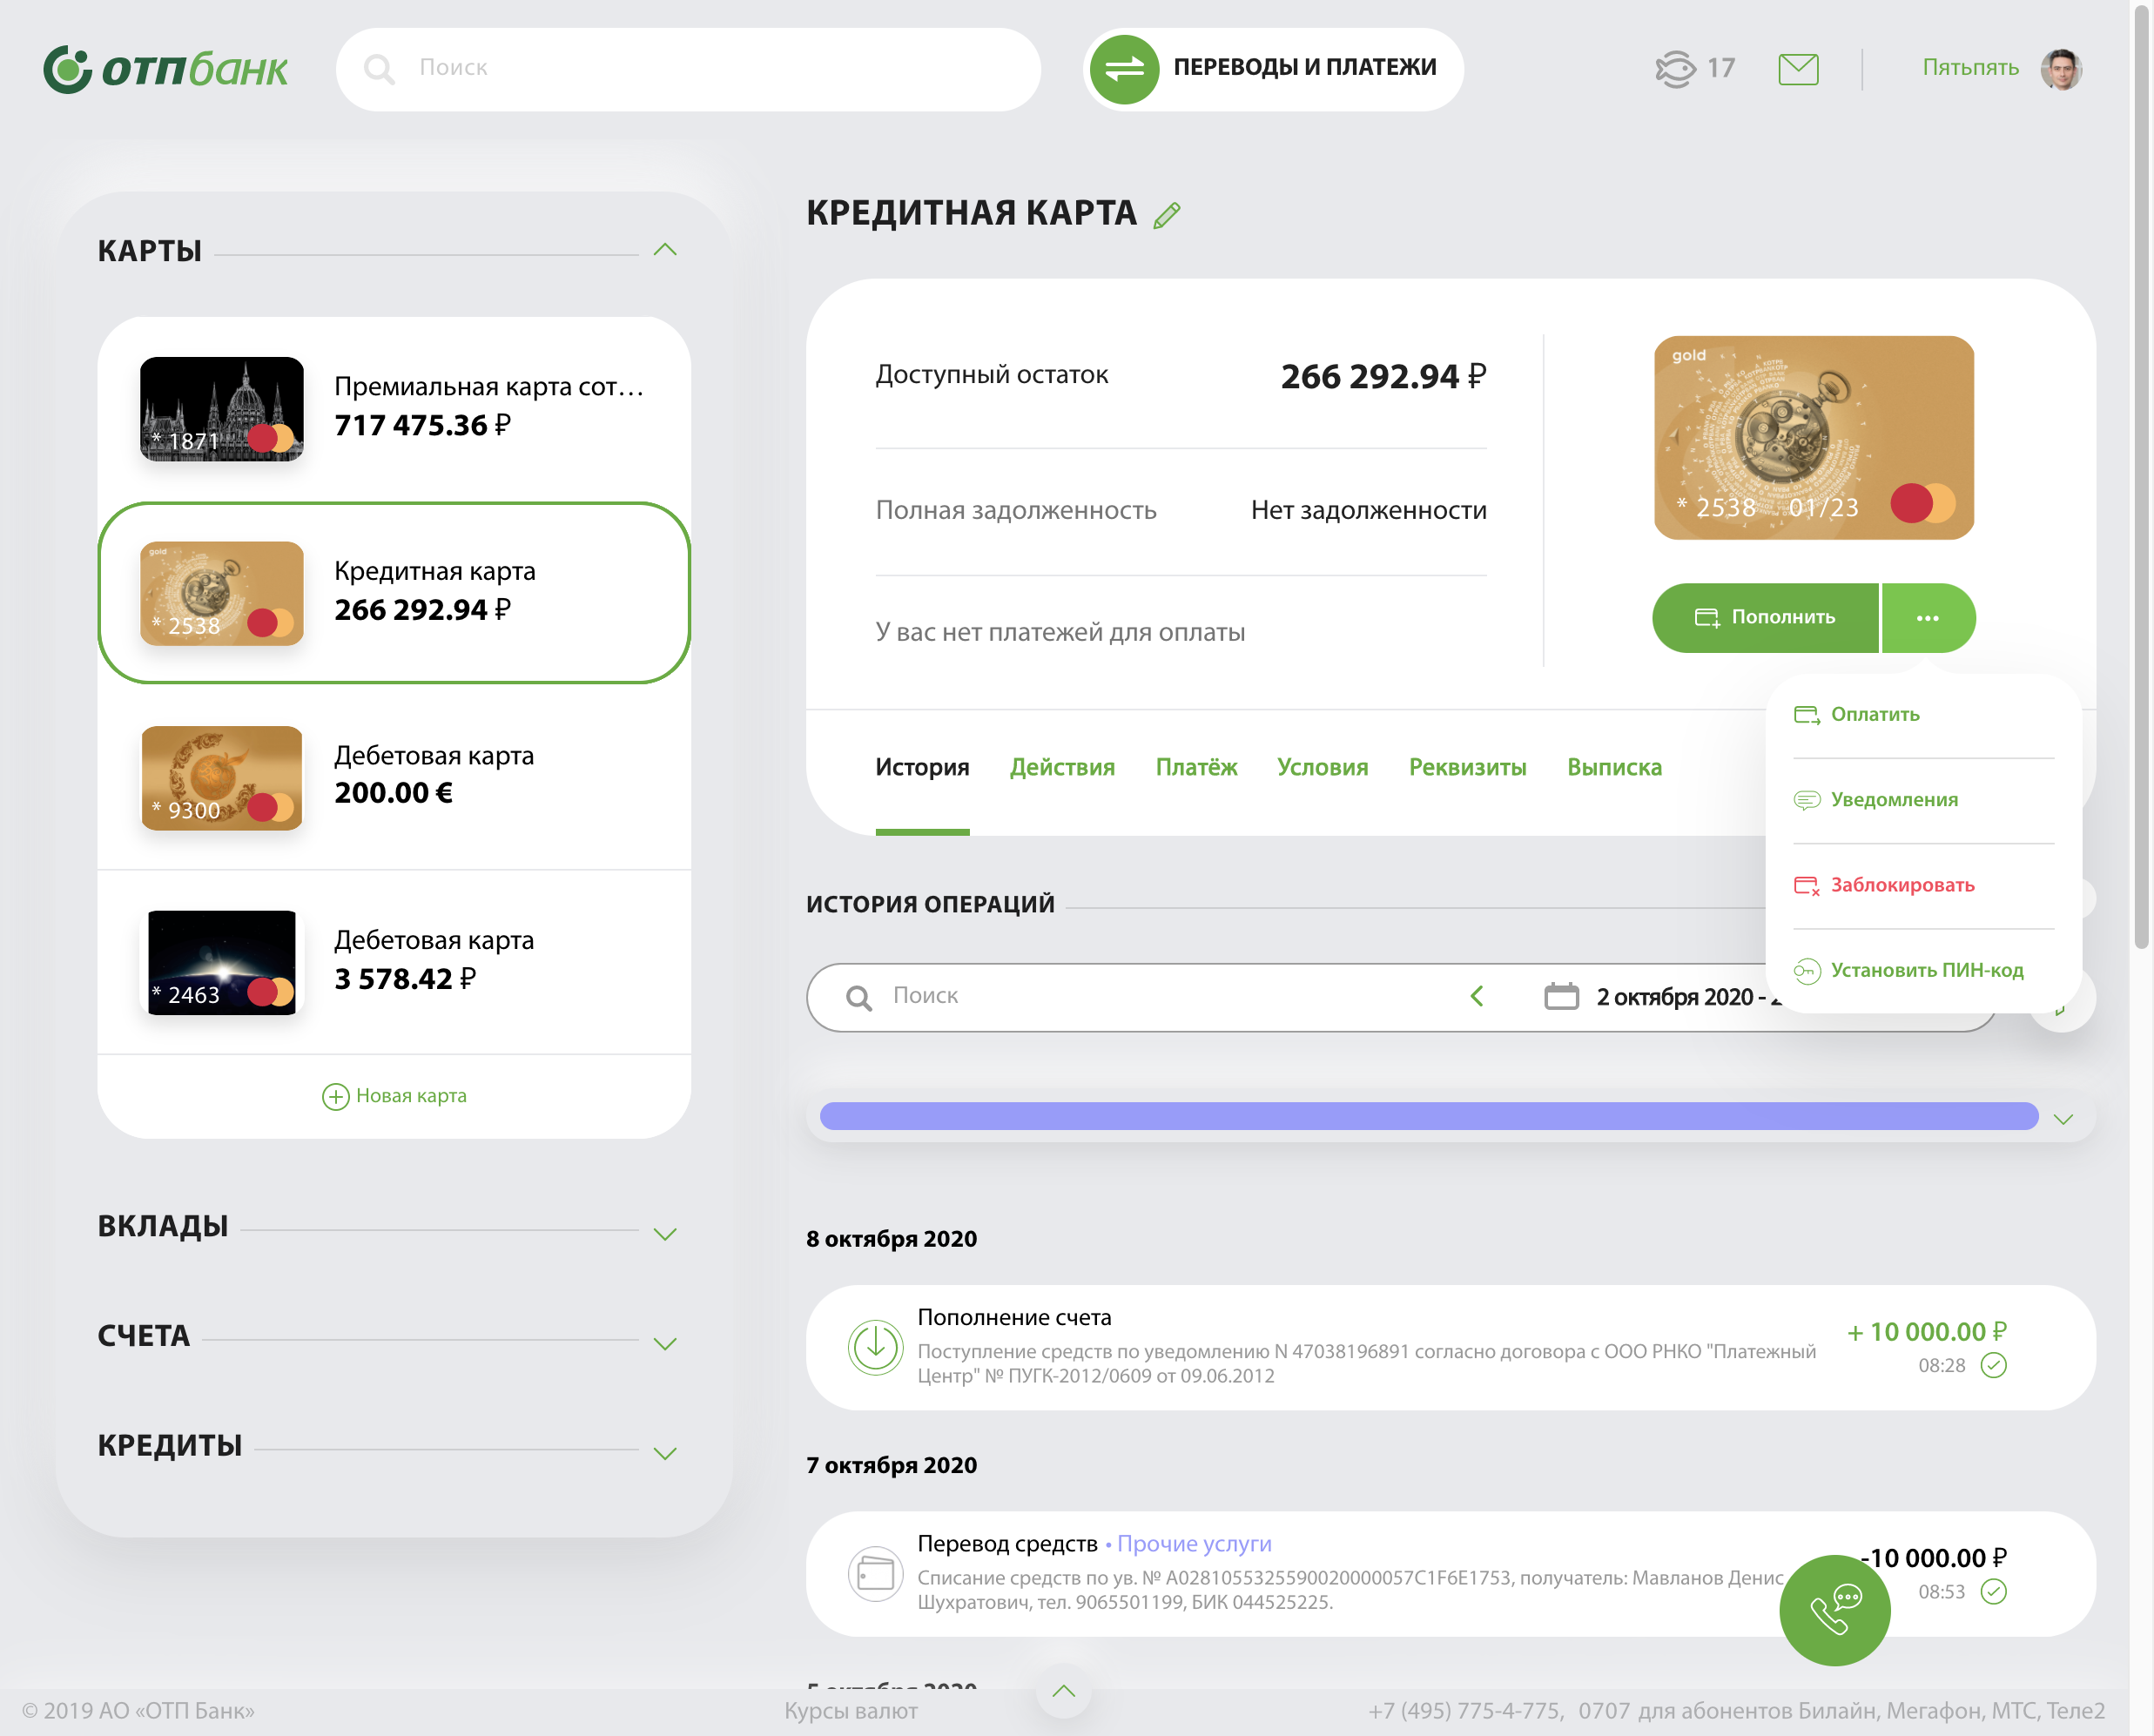 отпбанк
Поиск
ПЕРЕВОДЫ И ПЛАТЕЖИ
17
Пятьпять
КАРТЫ
Премиальная карта сот...
717 475.36 ₽
* 1871
Кредитная карта
266 292.94 ₽
gold
* 2538
Дебетовая карта
200.00 €
* 9300
Дебетовая карта
3 578.42 ₽
* 2463
Новая карта
ВКЛАДЫ
СЧЕТА
КРЕДИТЫ
КРЕДИТНАЯ КАРТА
Доступный остаток 266 292.94 ₽
Полная задолженность Нет задолженности
У вас нет платежей для оплаты
gold
* 2538 01/23
Пополнить
Оплатить
Уведомления
Заблокировать
Установить ПИН-код
История Действия Платёж Условия Реквизиты Выписка
ИСТОРИЯ ОПЕРАЦИЙ
Поиск 2 октября 2020 -
8 октября 2020
Пополнение счета
Поступление средств по уведомлению N 47038196891 согласно договора с ООО РНКО "Платежный
Центр" № ПУГК-2012/0609 от 09.06.2012
+ 10 000.00 ₽
08:28
7 октября 2020
Перевод средств • Прочие услуги
Списание средств по ув. № A0281055325590020000057C1F6E1753, получатель: Мавланов Денис
Шухратович, тел. 9065501199, БИК 044525225.
-10 000.00 ₽
08:53
5 октября 2020
© 2019 АО «ОТП Банк»
Курсы валют
+7 (495) 775-4-775, 0707 для абонентов Билайн, Мегафон, МТС, Теле2